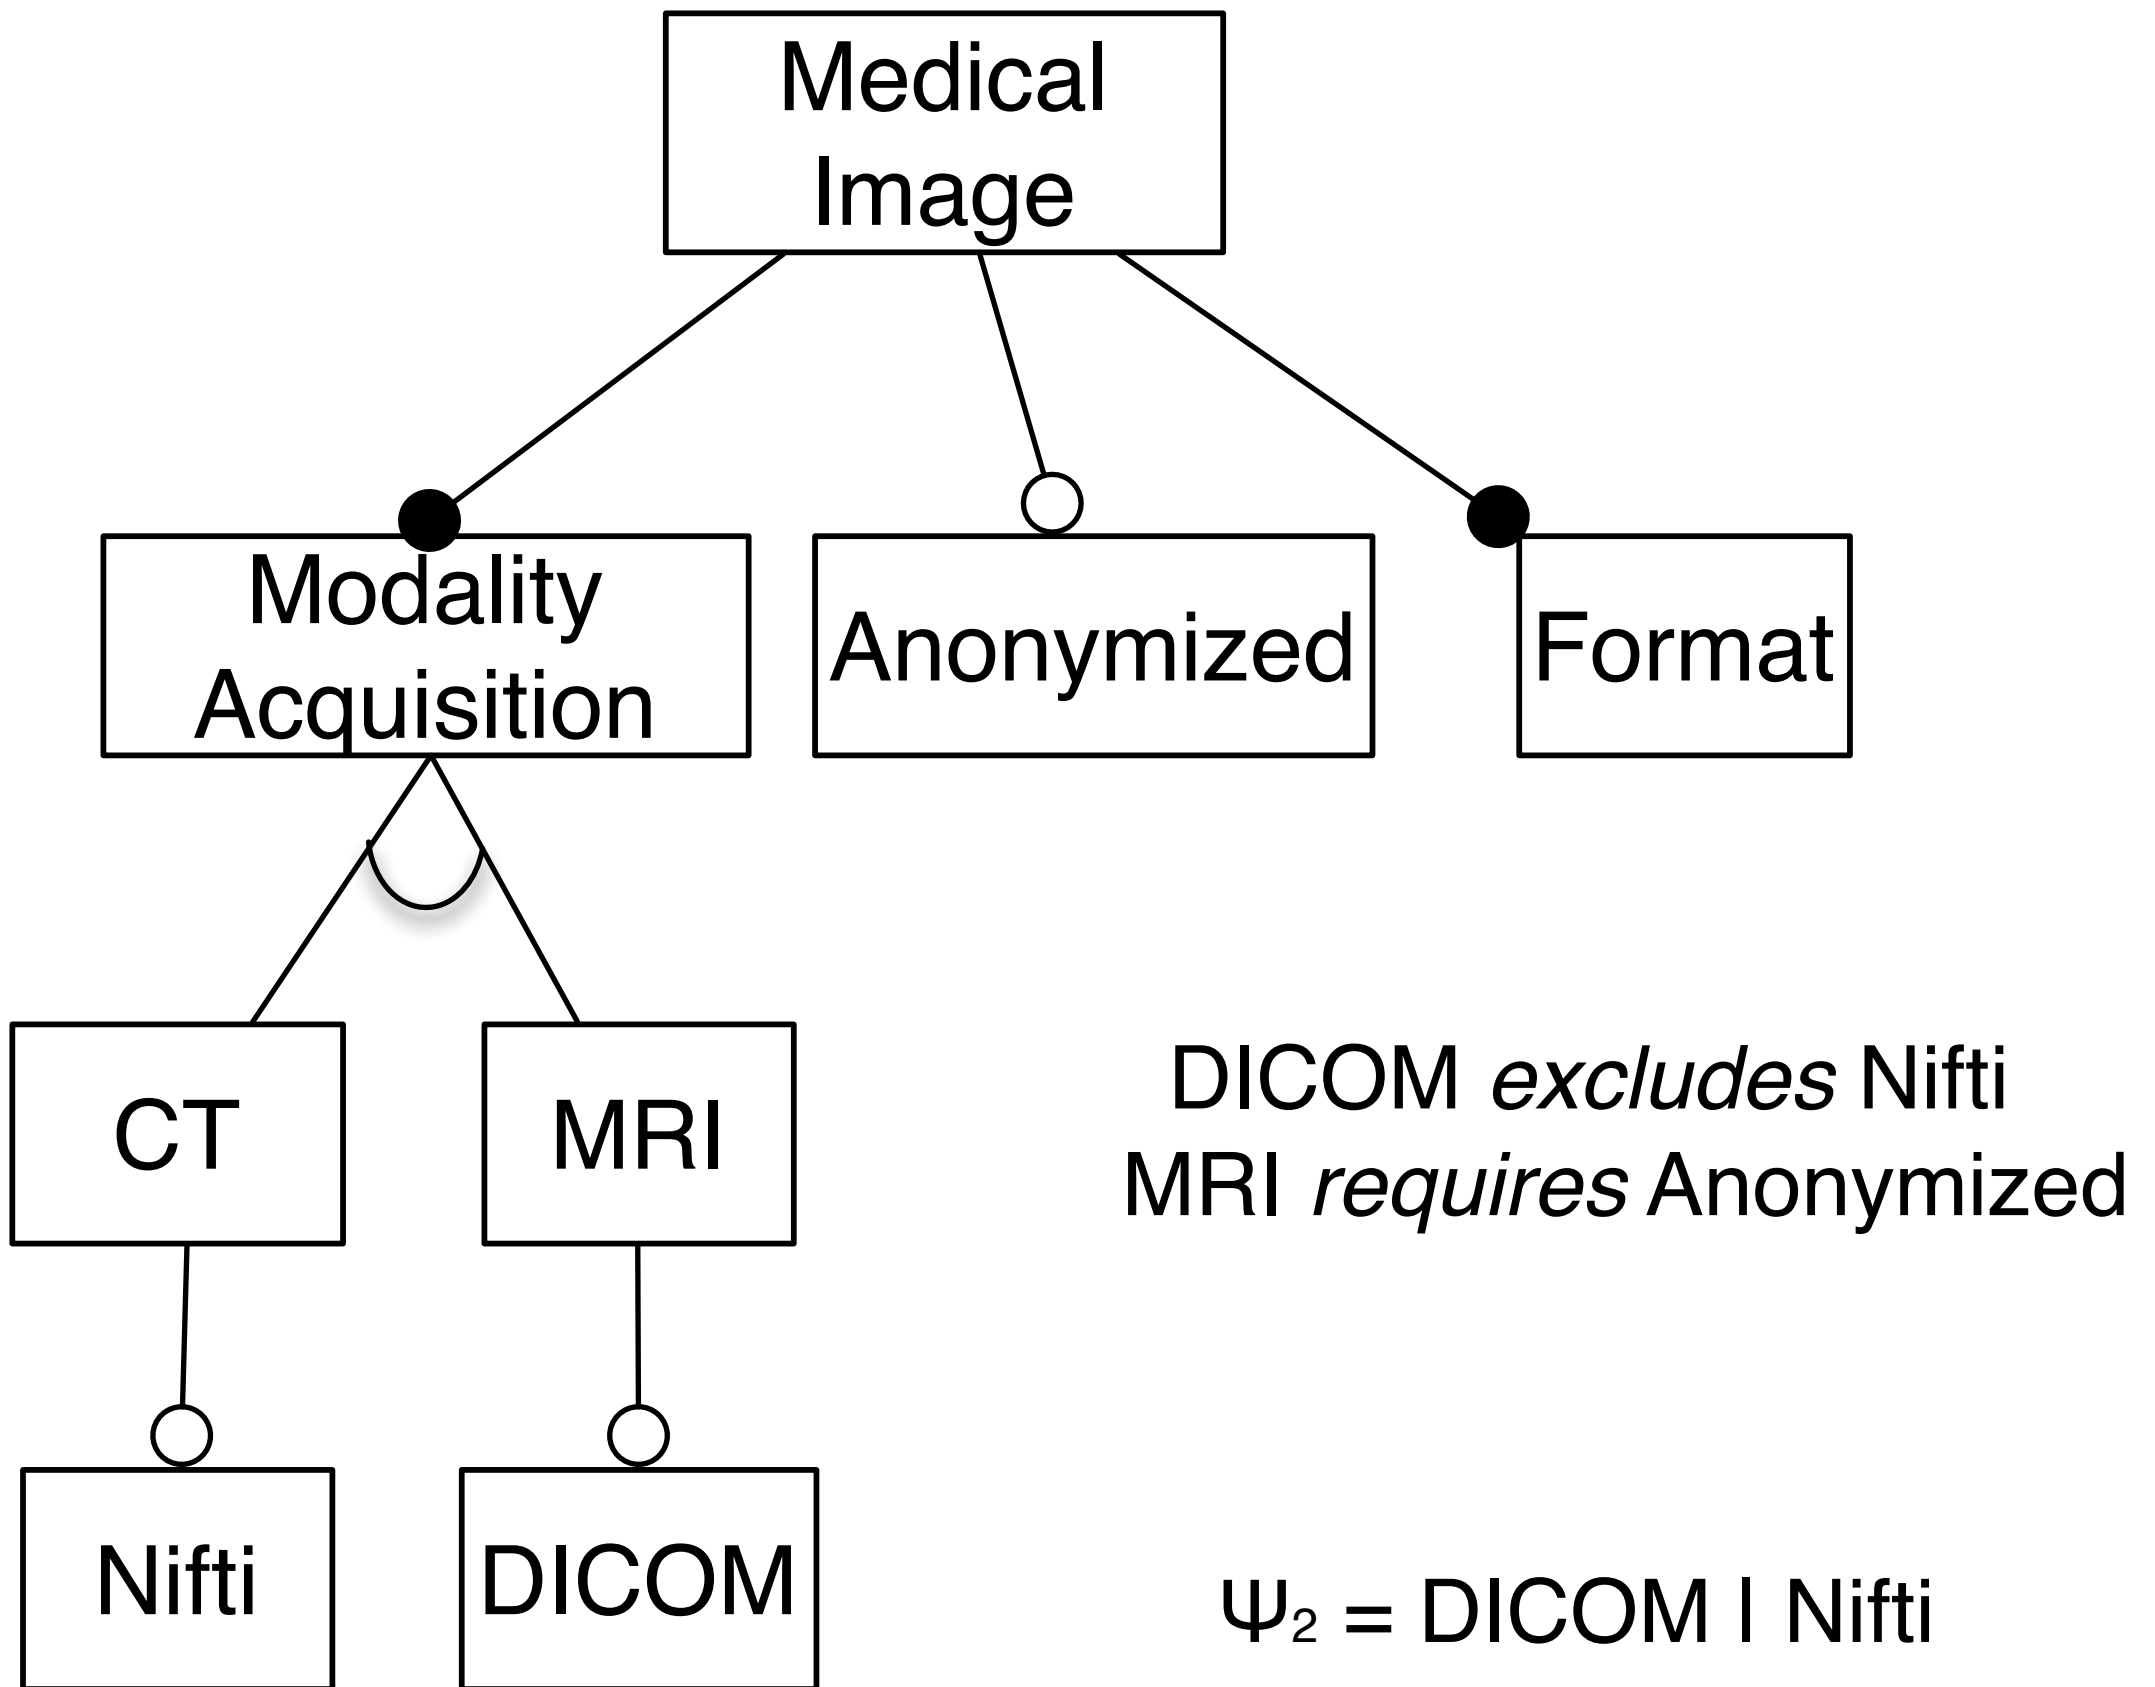 Medical
Image
Modality
Acquisition
Anonymized
Format
CT
MRI
DICOM excludes Nifti
MRI requires Anonymized
Nifti
DICOM
Ψ₂ = DICOM | Nifti